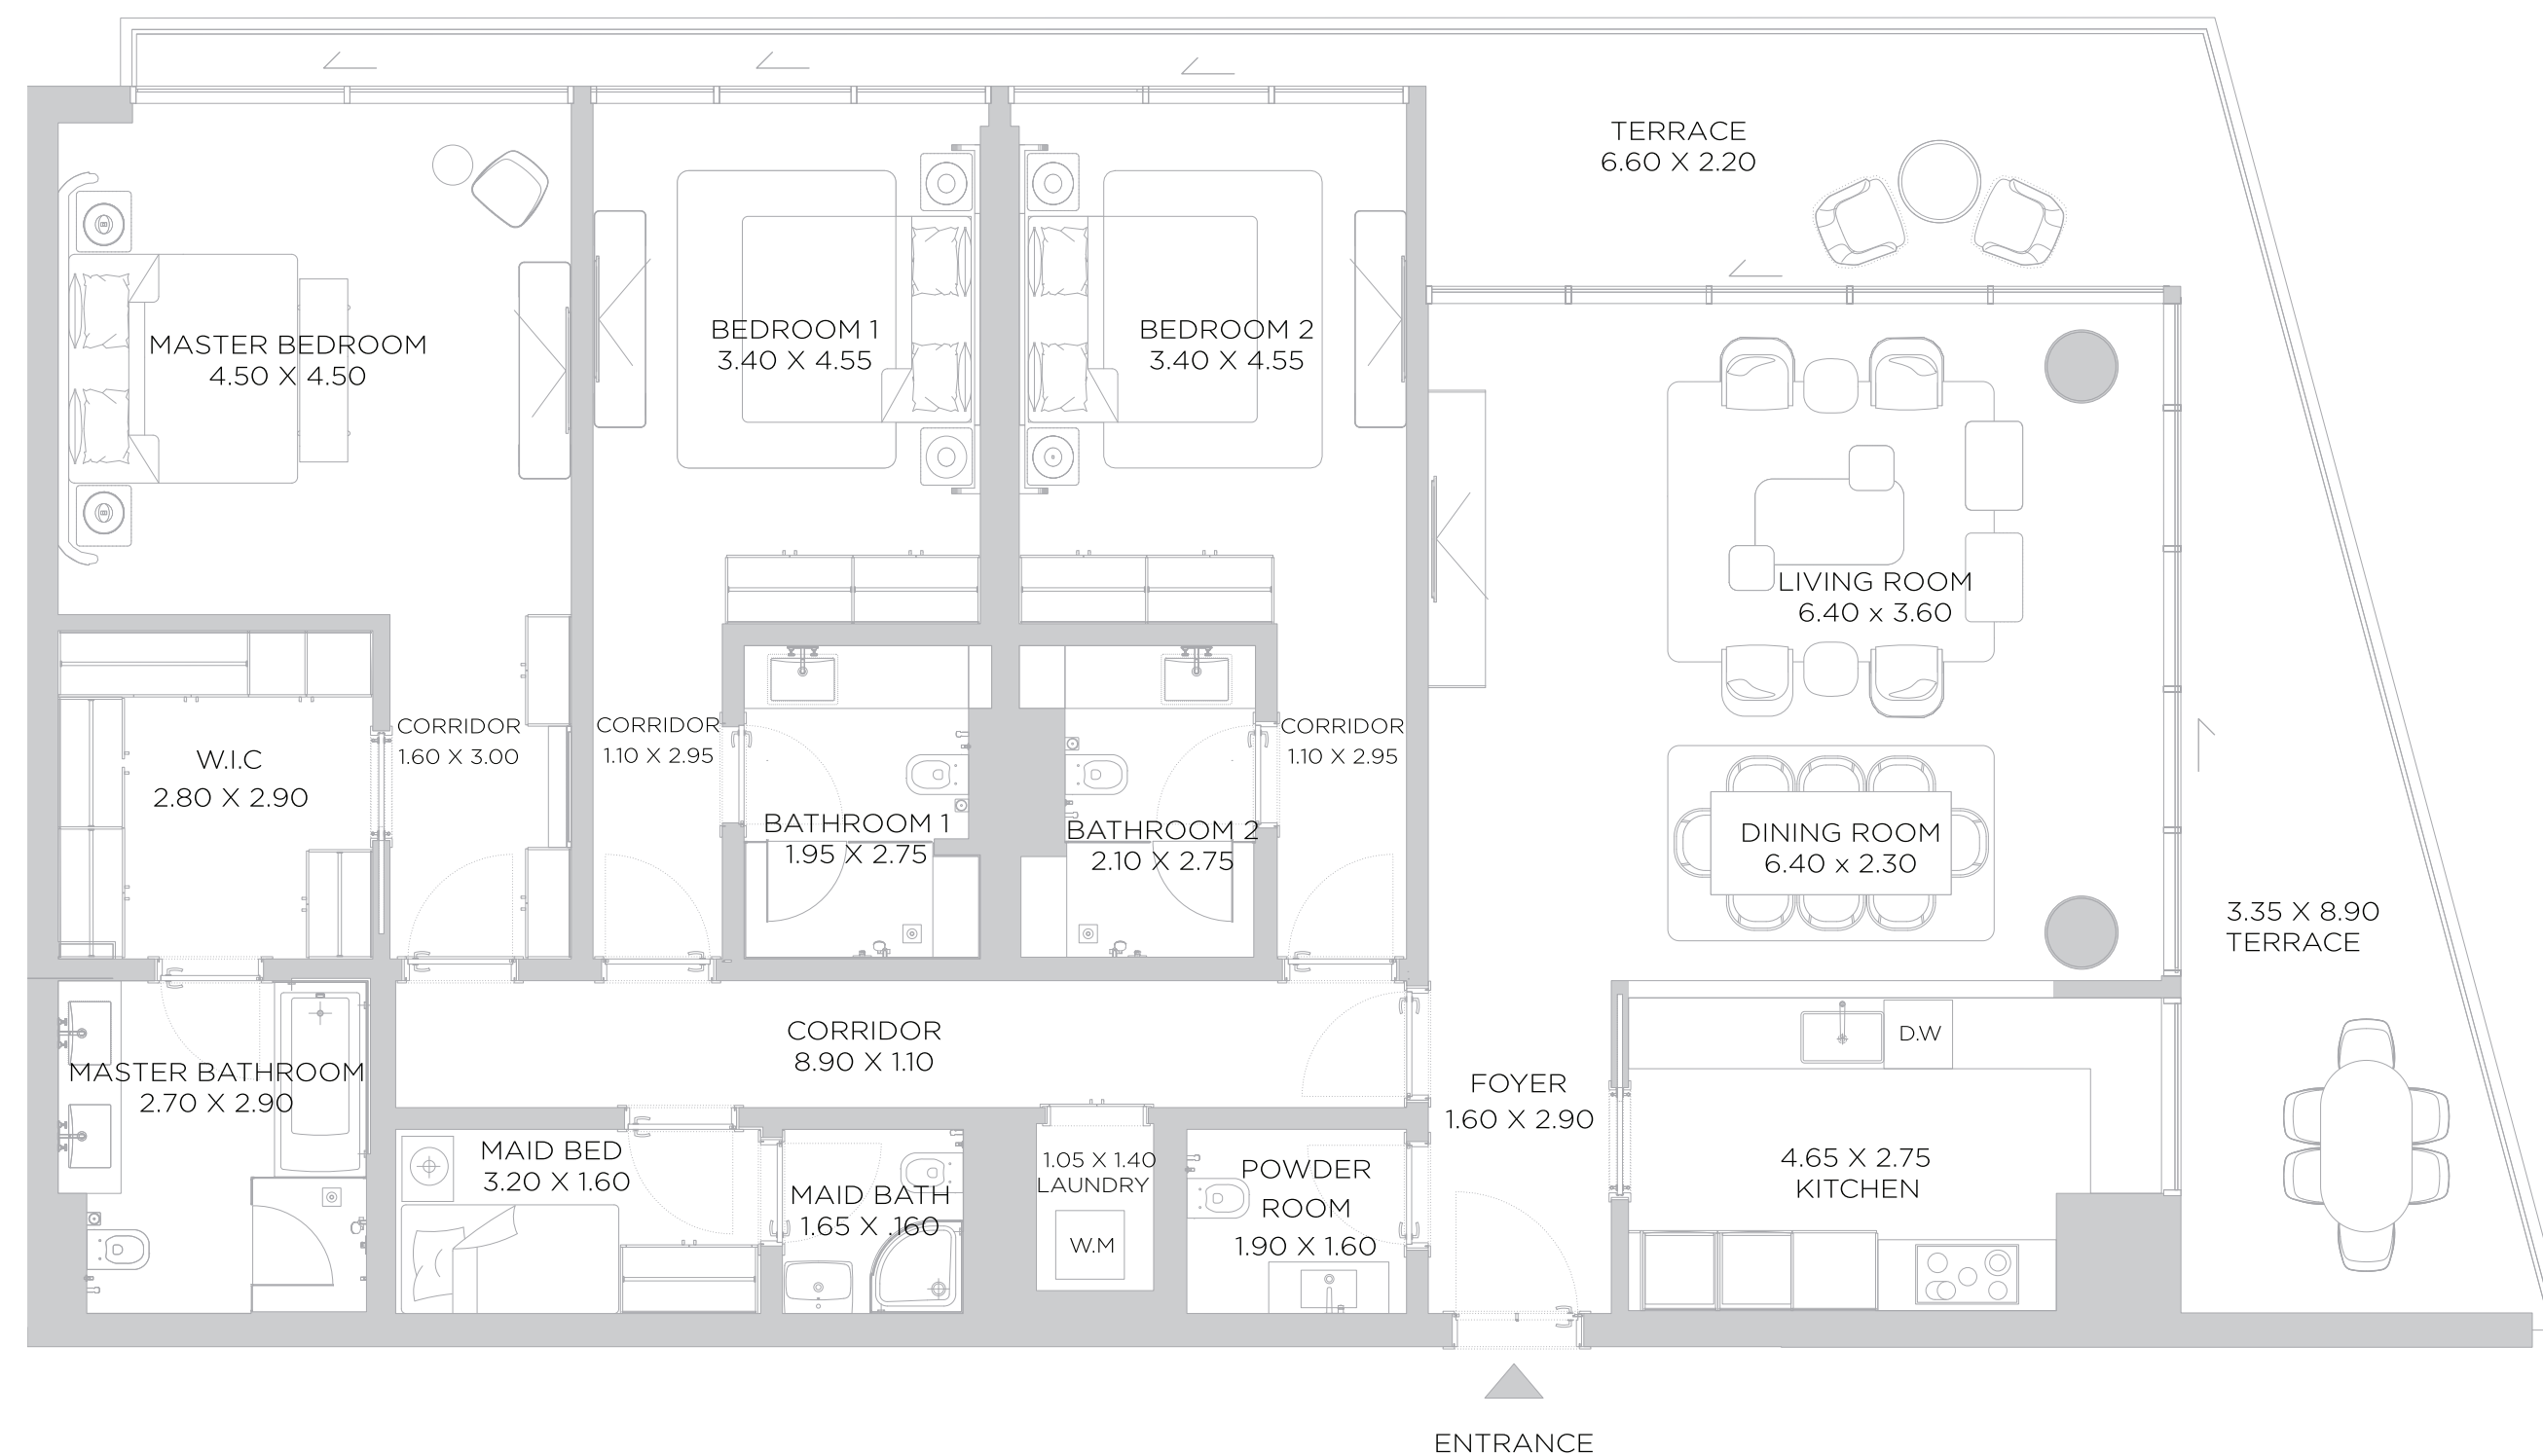 TERRACE
6.60 X 2.20
MASTER BEDROOM
4.50 X 4.50
BEDROOM 1
3.40 X 4.55
BEDROOM 2
3.40 X 4.55
LIVING ROOM
6.40 x 3.60
W.I.C
2.80 X 2.90
CORRIDOR
1.60 X 3.00
CORRIDOR
1.10 X 2.95
BATHROOM 1
1.95 X 2.75
BATHROOM 2
2.10 X 2.75
CORRIDOR
1.10 X 2.95
DINING ROOM
6.40 x 2.30
3.35 X 8.90
TERRACE
MASTER BATHROOM
2.70 X 2.90
CORRIDOR
8.90 X 1.10
FOYER
1.60 X 2.90
D.W
4.65 X 2.75
KITCHEN
MAID BED
3.20 X 1.60
MAID BATH
1.65 X .160
1.05 X 1.40
LAUNDRY
W.M
POWDER
ROOM
1.90 X 1.60
ENTRANCE